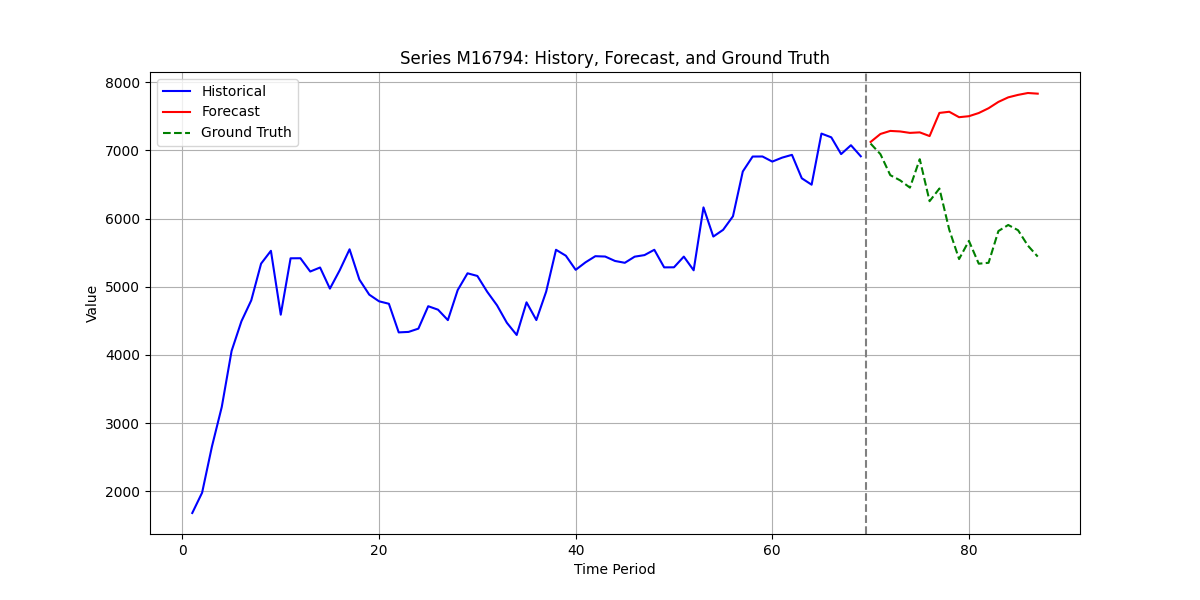 Series M16794: History, Forecast, and Ground Truth
Historical
Forecast
Ground Truth
8000
7000
6000
5000
4000
3000
2000
Value
0 20 40 60 80
Time Period